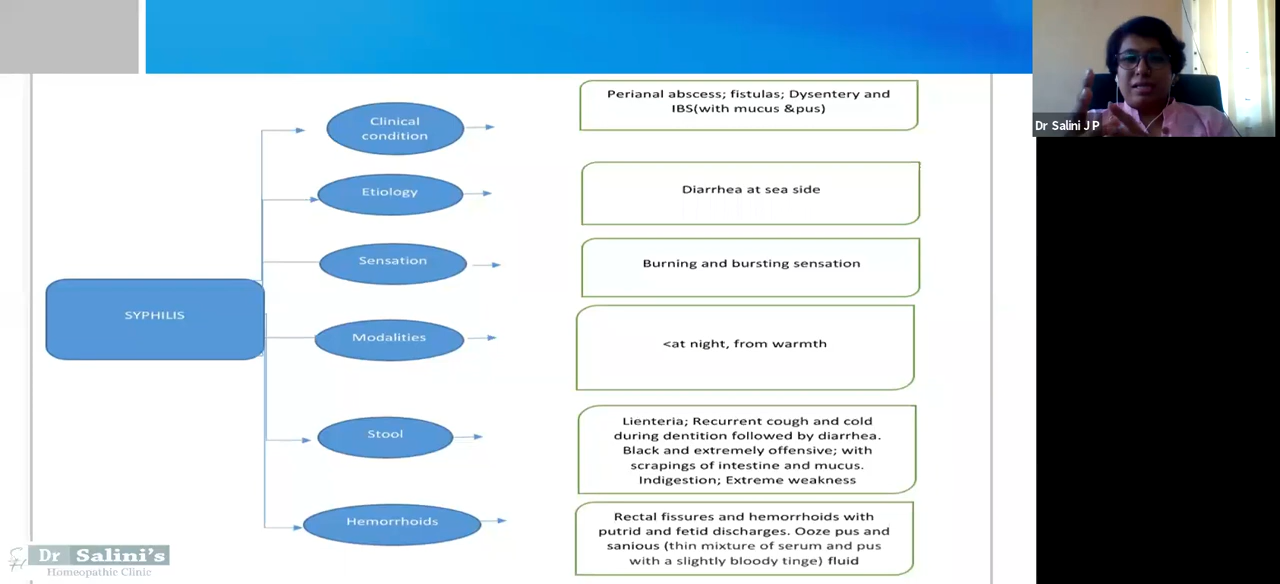 Dr Salini J P
SYPHILIS
Clinical
condition
Perianal abscess; fistulas; Dysentery and
IBS(with mucus &pus)
Etiology
Diarrhea at sea side
Sensation
Burning and bursting sensation
Modalities
<at night, from warmth
Stool
Lienteria; Recurrent cough and cold
during dentition followed by diarrhea.
Black and extremely offensive; with
scrapings of intestine and mucus.
Indigestion; Extreme weakness
Hemorrhoids
Rectal fissures and hemorrhoids with
putrid and fetid discharges. Ooze pus and
sanious (thin mixture of serum and pus
with a slightly bloody tinge) fluid
Dr Salini's
Homeopathic Clinic